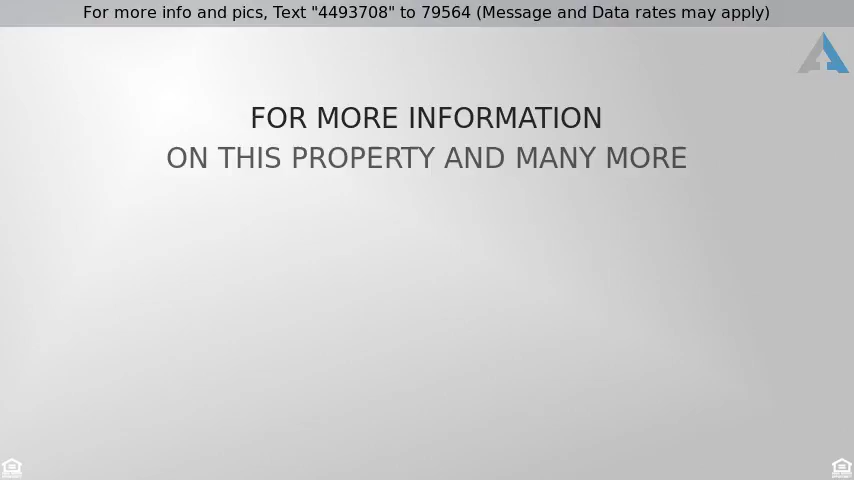 For more info and pics, Text "4493708" to 79564 (Message and Data rates may apply)
FOR MORE INFORMATION
ON THIS PROPERTY AND MANY MORE